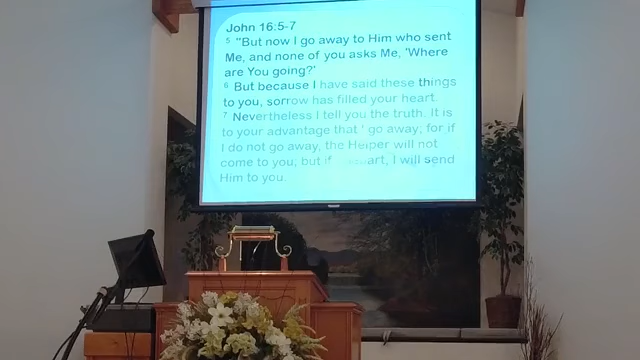 John 16:5-7
5 "But now I go away to Him who sent
Me, and none of you asks Me, 'Where
are You going?'
6 But because I have said these things
to you, sorrow has filled your heart.
7 Nevertheless I tell you the truth. It is
to your advantage that I go away; for if
I do not go away, the Helper will not
come to you; but if I depart, I will send
Him to you.